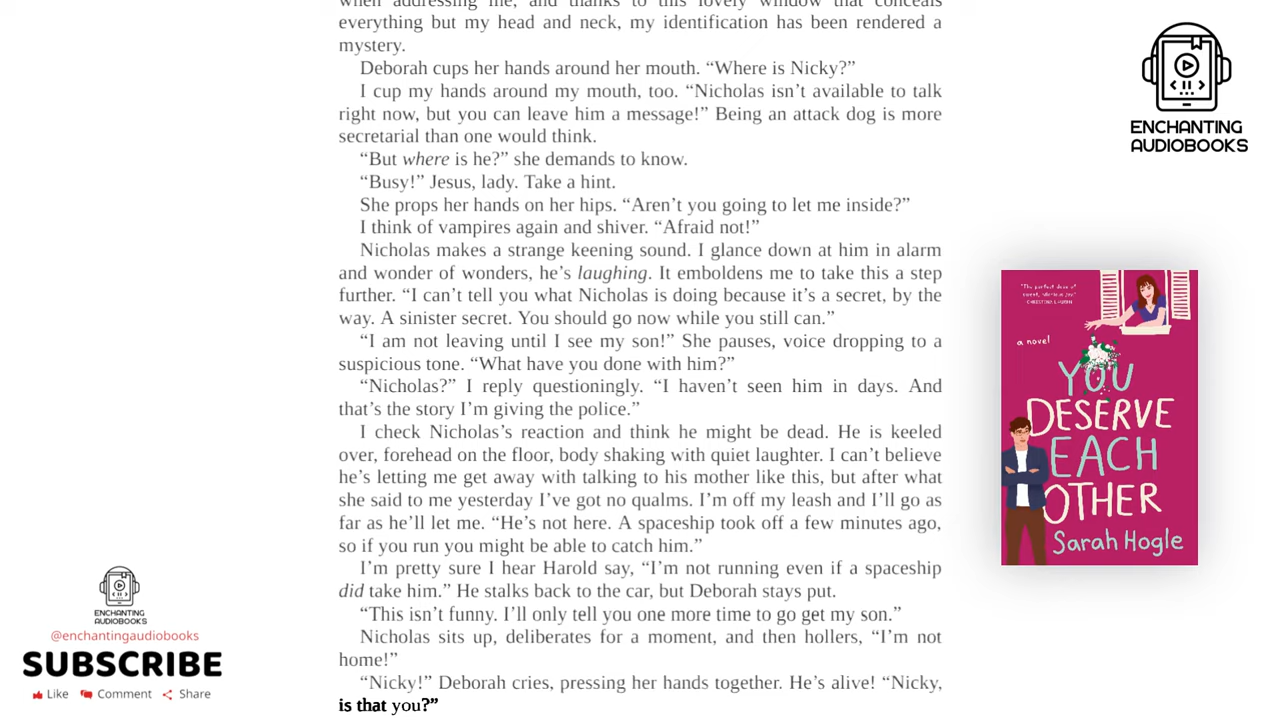 when addressing me, and thanks to this lovely window that conceals
everything but my head and neck, my identification has been rendered a
mystery.
Deborah cups her hands around her mouth. “Where is Nicky?”
I cup my hands around my mouth, too. “Nicholas isn’t available to talk
right now, but you can leave him a message!” Being an attack dog is more
secretarial than one would think.
“But where is he?” she demands to know.
“Busy!” Jesus, lady. Take a hint.
She props her hands on her hips. “Aren’t you going to let me inside?”
I think of vampires again and shiver. “Afraid not!”
Nicholas makes a strange keening sound. I glance down at him in alarm
and wonder of wonders, he’s laughing. It emboldens me to take this a step
further. “I can’t tell you what Nicholas is doing because it’s a secret, by the
way. A sinister secret. You should go now while you still can.”
“I am not leaving until I see my son!” She pauses, voice dropping to a
suspicious tone. “What have you done with him?”
“Nicholas?” I reply questioningly. “I haven’t seen him in days. And
that’s the story I’m giving the police.”
I check Nicholas’s reaction and think he might be dead. He is keeled
over, forehead on the floor, body shaking with quiet laughter. I can’t believe
he’s letting me get away with talking to his mother like this, but after what
she said to me yesterday I’ve got no qualms. I’m off my leash and I’ll go as
far as he’ll let me. “He’s not here. A spaceship took off a few minutes ago,
so if you run you might be able to catch him.”
I’m pretty sure I hear Harold say, “I’m not running even if a spaceship
did take him.” He stalks back to the car, but Deborah stays put.
“This isn’t funny. I’ll only tell you one more time to go get my son.”
Nicholas sits up, deliberates for a moment, and then hollers, “I’m not
home!”
“Nicky!” Deborah cries, pressing her hands together. He’s alive! “Nicky,
is that you?”
ENCHANTING
AUDIOBOOKS
a novel
YOU
DESERVE
EACH
OTHER
Sarah Hogle
ENCHANTING
AUDIOBOOKS
@enchantingaudiobooks
SUBSCRIBE
Like Comment Share